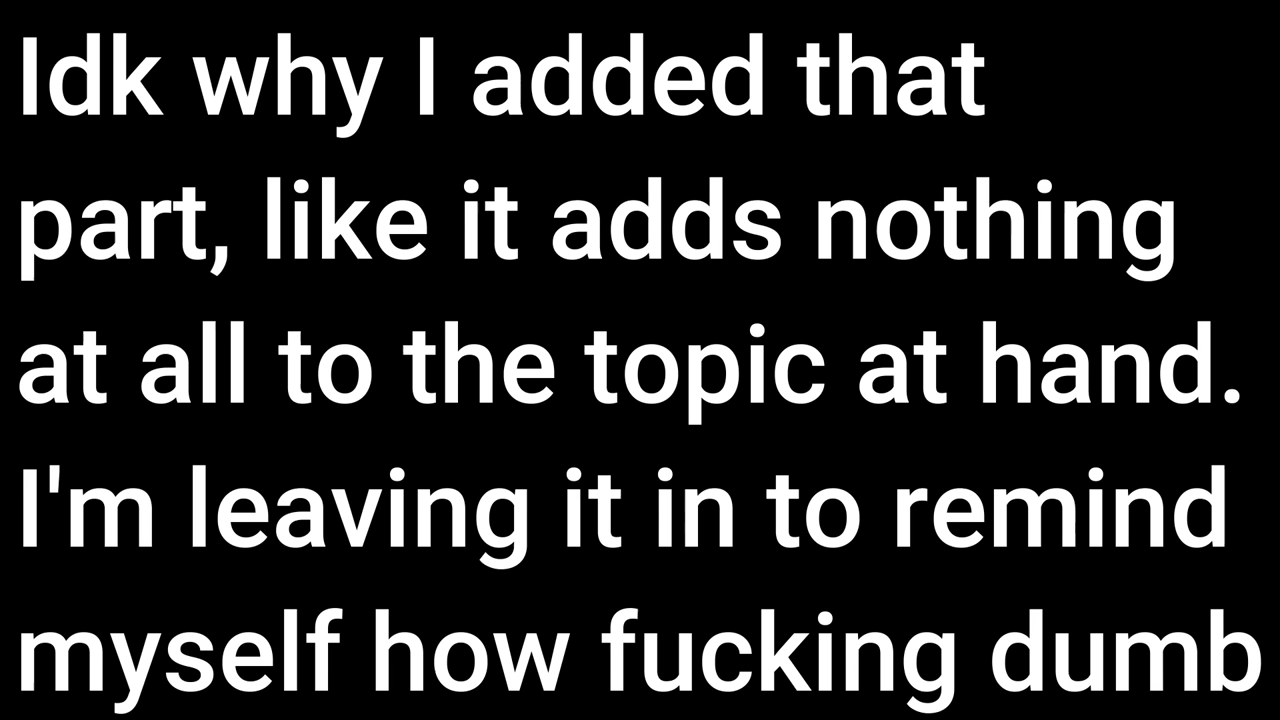 Idk why I added that
part, like it adds nothing
at all to the topic at hand.
I'm leaving it in to remind
myself how fucking dumb